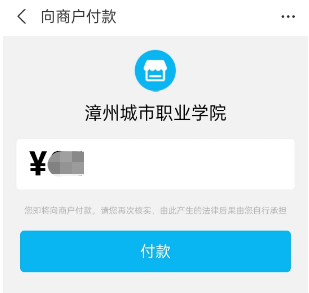 向商户付款
漳州城市职业学院
¥
您即将向商户付款，请您再次核实，由此产生的法律后果由您自行承担
付款